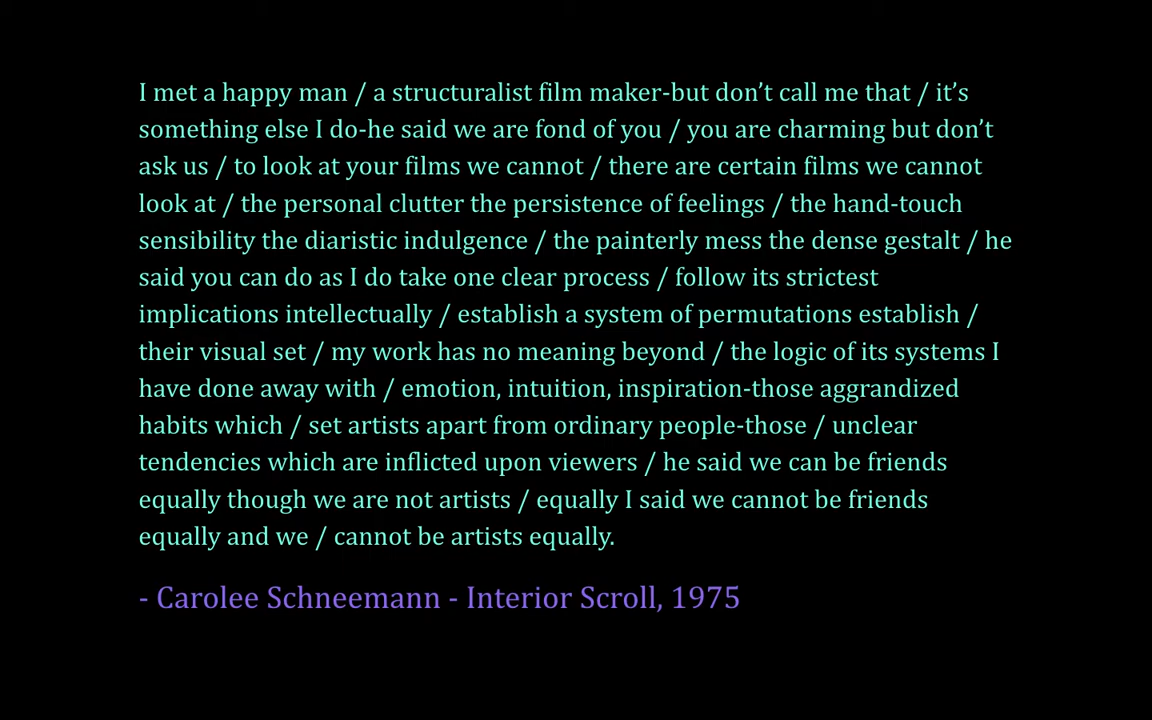 I met a happy man / a structuralist film maker-but don’t call me that / it’s
something else I do-he said we are fond of you / you are charming but don’t
ask us / to look at your films we cannot / there are certain films we cannot
look at / the personal clutter the persistence of feelings / the hand-touch
sensibility the diaristic indulgence / the painterly mess the dense gestalt / he
said you can do as I do take one clear process / follow its strictest
implications intellectually / establish a system of permutations establish /
their visual set / my work has no meaning beyond / the logic of its systems I
have done away with / emotion, intuition, inspiration-those aggrandized
habits which / set artists apart from ordinary people-those / unclear
tendencies which are inflicted upon viewers / he said we can be friends
equally though we are not artists / equally I said we cannot be friends
equally and we / cannot be artists equally.
- Carolee Schneemann - Interior Scroll, 1975